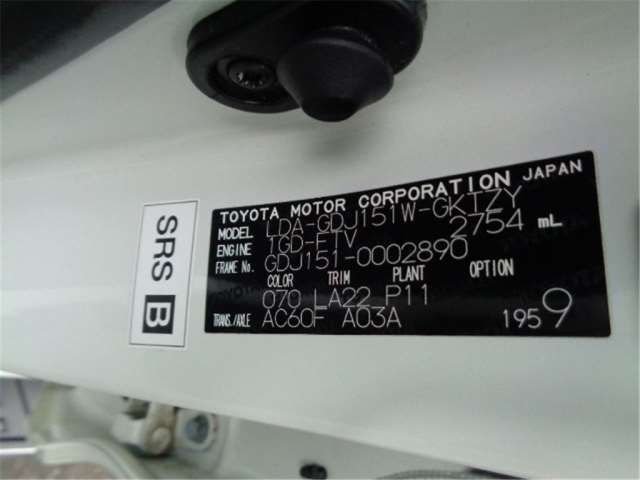 TOYOTA MOTOR CORPORATION JAPAN
MODEL LDA-GDJ151W-GKTZY
ENGINE 1GD-FTV 2754 mL
FRAME No. GDJ151-0002890
COLOR TRIM PLANT OPTION
070 LA22 P11
TRANS./AXLE AC60F A03A 1959
SRS B